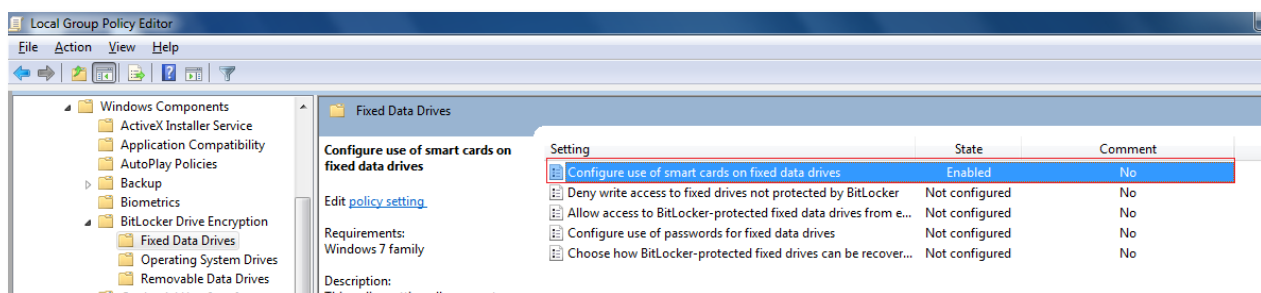 Local Group Policy Editor
File Action View Help
Windows Components
ActiveX Installer Service
Application Compatibility
AutoPlay Policies
Backup
Biometrics
BitLocker Drive Encryption
Fixed Data Drives
Operating System Drives
Removable Data Drives
Fixed Data Drives
Configure use of smart cards on
fixed data drives
Edit policy setting
Requirements:
Windows 7 family
Description:
Setting State Comment
Configure use of smart cards on fixed data drives Enabled No
Deny write access to fixed drives not protected by BitLocker Not configured No
Allow access to BitLocker-protected fixed data drives from e... Not configured No
Configure use of passwords for fixed data drives Not configured No
Choose how BitLocker-protected fixed drives can be recover... Not configured No